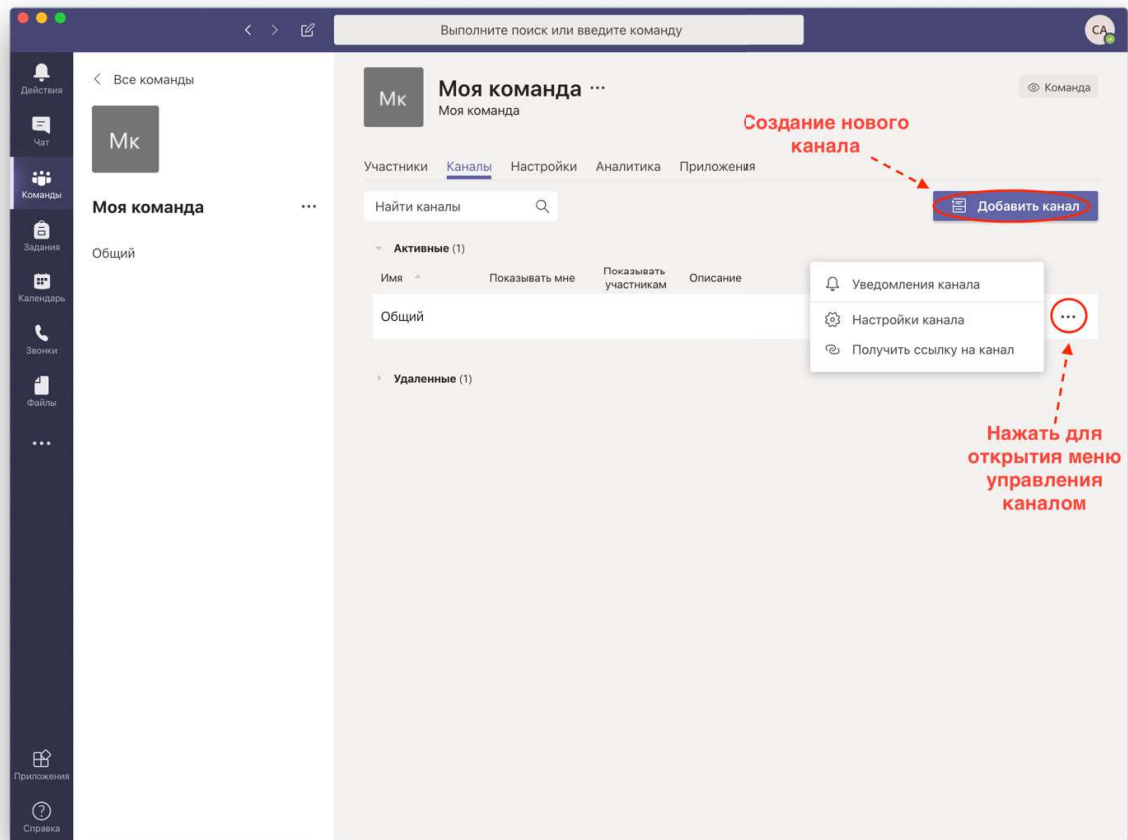 Выполните поиск или введите команду
CA
Действия
Чат
Команды
Задания
Календарь
Звонки
Файлы
Приложения
Справка
Все команды
Мк
Моя команда ...
Общий
Мк
Моя команда ...
Моя команда
Команда
Создание нового
канала
Участники Каналы Настройки Аналитика Приложения
Найти каналы
Добавить канал
Активные (1)
Имя Показывать мне Показывать
участникам Описание
Общий
Уведомления канала
Настройки канала
Получить ссылку на канал
Удаленные (1)
Нажать для
открытия меню
управления
каналом